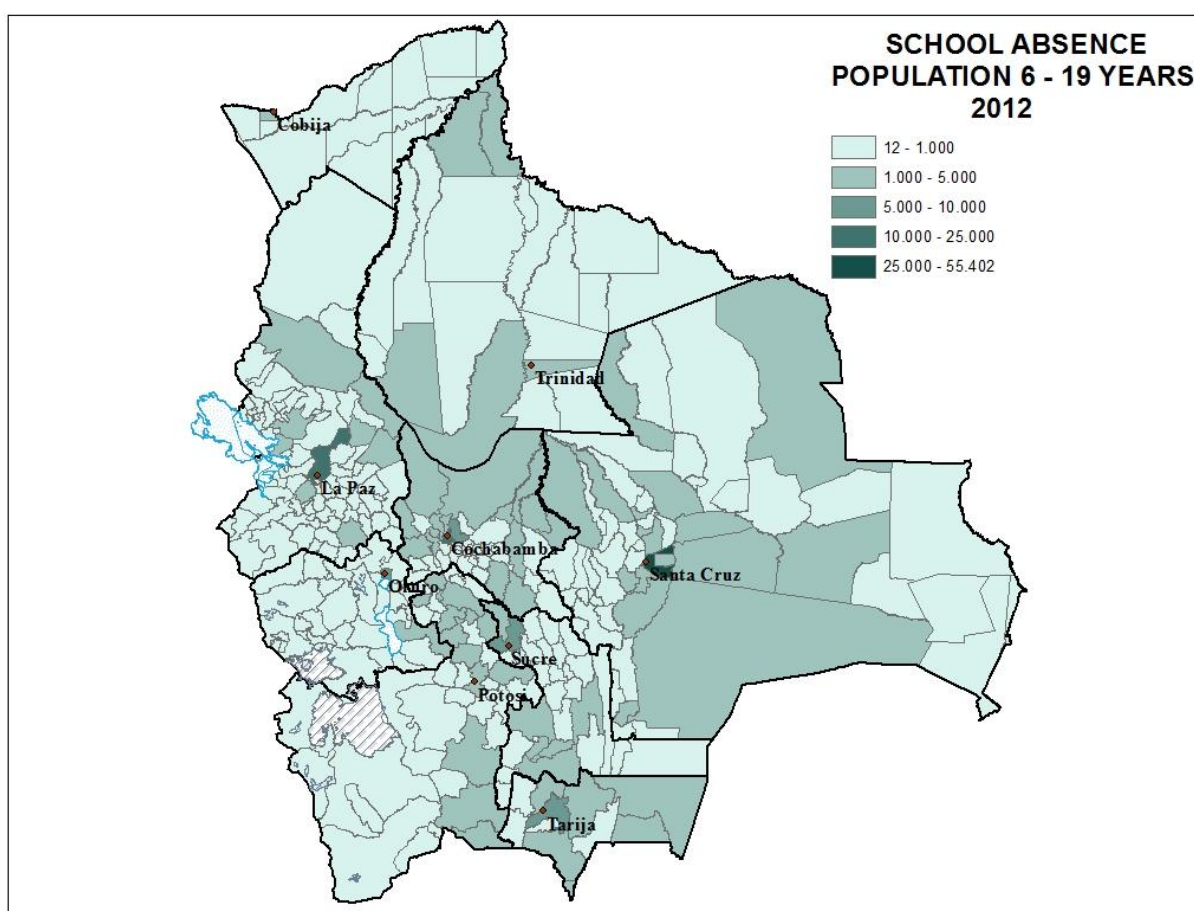 SCHOOL ABSENCE
POPULATION 6 - 19 YEARS
2012
12 - 1.000
1.000 - 5.000
5.000 - 10.000
10.000 - 25.000
25.000 - 55.402
Cobija
Trinidad
La Paz
Cochabamba
Santa Cruz
Oruro
Sucre
Potosi
Tarija